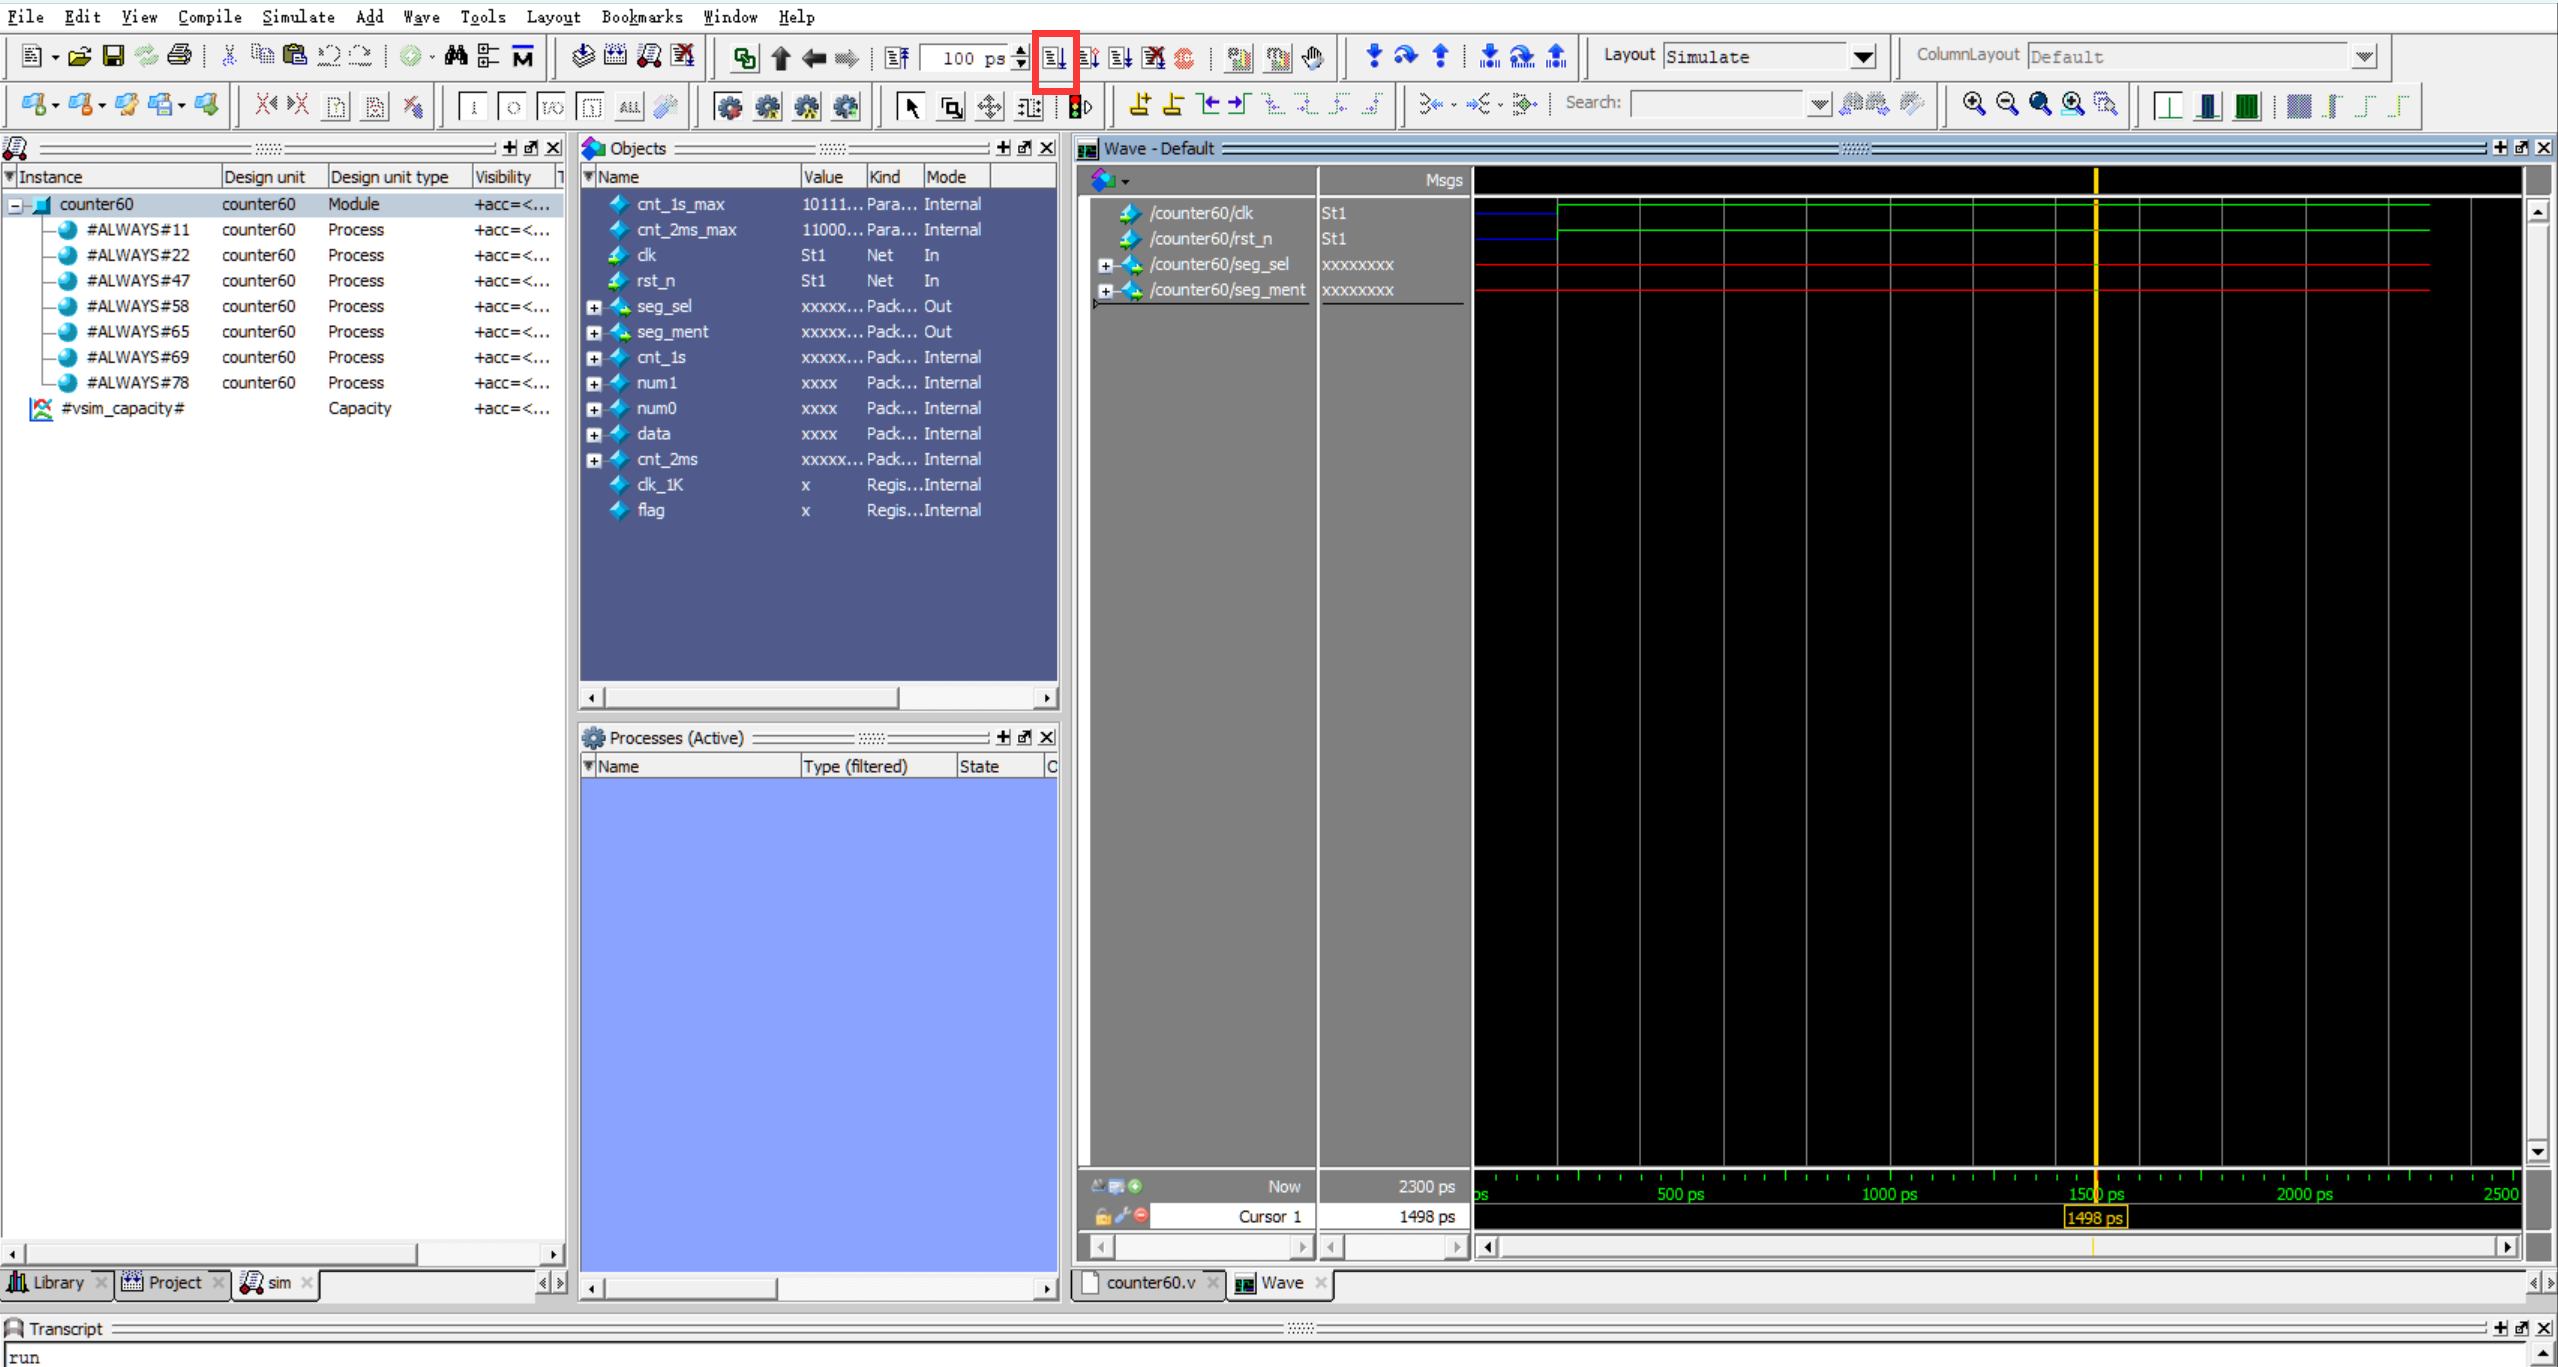 File Edit View Compile Simulate Add Wave Tools Layout Bookmarks Window Help
100 ps
Layout Simulate
ColumnLayout Default
ALL
Search:
Instance Design unit Design unit type Visibility
counter60 counter60 Module +acc=<...
#ALWAYS#11 counter60 Process +acc=<...
#ALWAYS#22 counter60 Process +acc=<...
#ALWAYS#47 counter60 Process +acc=<...
#ALWAYS#58 counter60 Process +acc=<...
#ALWAYS#65 counter60 Process +acc=<...
#ALWAYS#69 counter60 Process +acc=<...
#ALWAYS#78 counter60 Process +acc=<...
#vsim_capacity# Capacity +acc=<...
Library Project sim
Objects
Name Value Kind Mode
cnt_1s_max 10111... Para... Internal
cnt_2ms_max 11000... Para... Internal
clk St1 Net In
rst_n St1 Net In
seg_sel xxxxx... Pack... Out
seg_ment xxxxx... Pack... Out
cnt_1s xxxxx... Pack... Internal
num1 xxxx Pack... Internal
num0 xxxx Pack... Internal
data xxxx Pack... Internal
cnt_2ms xxxxx... Pack... Internal
clk_1K x Regis... Internal
flag x Regis... Internal
Processes (Active)
Name Type (filtered) State
Wave - Default
Msgs
/counter60/clk St1
/counter60/rst_n St1
/counter60/seg_sel xxxxxxxx
/counter60/seg_ment xxxxxxxx
Now 2300 ps
ps 500 ps 1000 ps 1500 ps 2000 ps 2500
Cursor 1 1498 ps
1498 ps
counter60.v Wave
Transcript
run